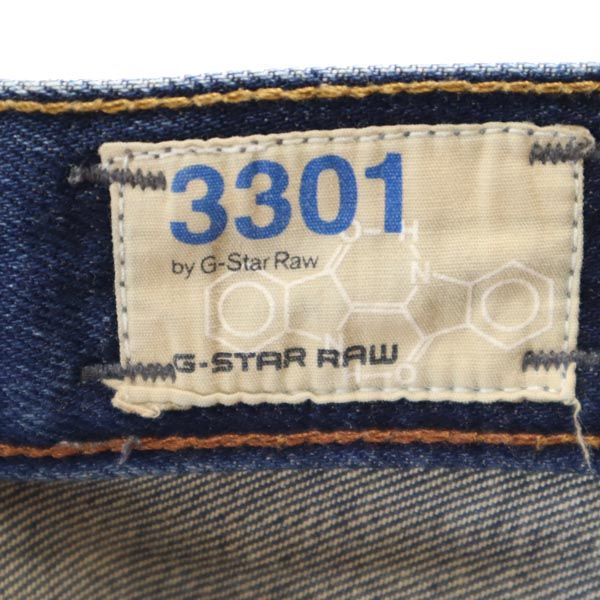 3301
by G-Star Raw
O H
N
N
H O
G-STAR RAW